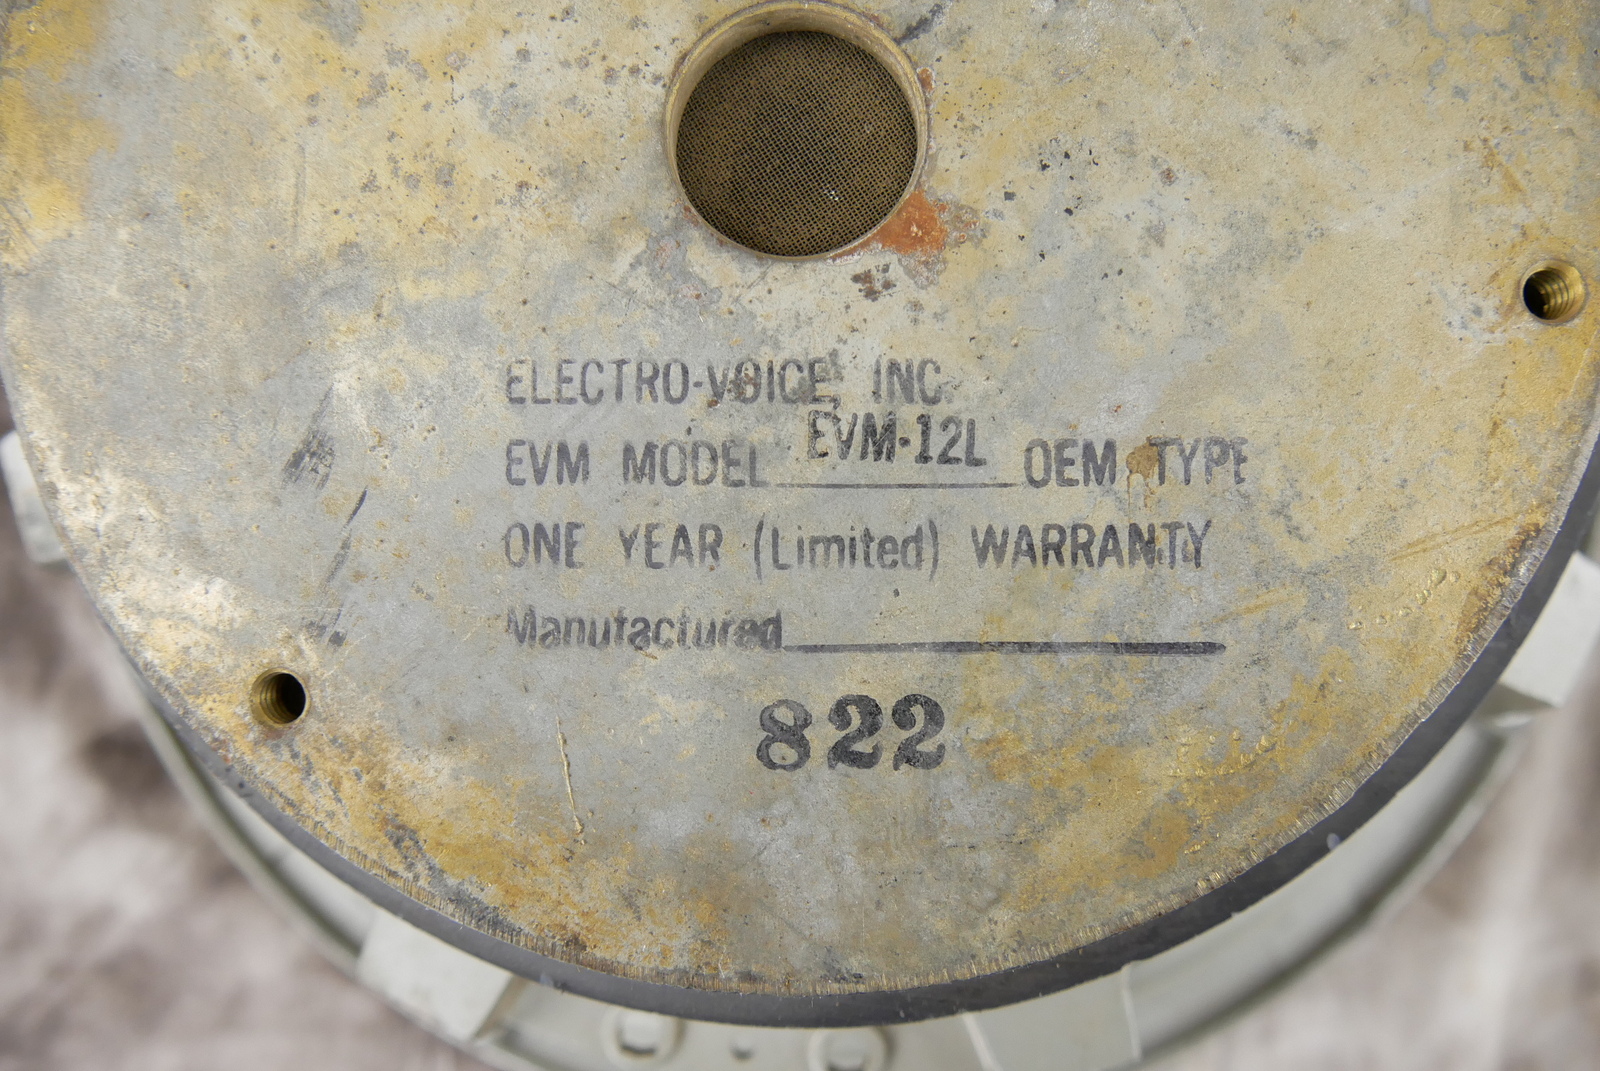 ELECTRO-VOICE, INC.
EVM MODEL EVM-12L OEM TYPE
ONE YEAR (Limited) WARRANTY
Manufactured
822